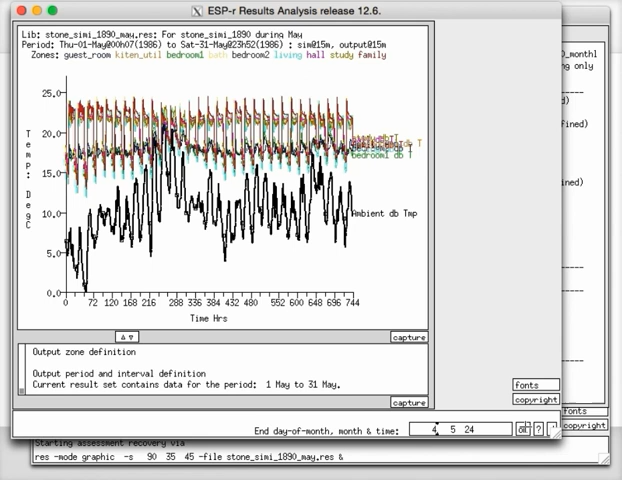 ESP-r Results Analysis release 12.6.
Lib: stone_simi_1890_may.res: For stone_simi_1890 during May
Period: Thu-01-May@00h07(1986) to Sat-31-May@23h52(1986) : sim@15m, output@15m
Zones: guest_room kiten_util bedroom1 bath bedroom2 living hall study family
25.0
20.0
15.0
10.0
5.0
0.0
Temp: Deg C
bedroom1 db T
Ambient db Tmp
0 72 120 168 216 288 336 384 432 480 552 600 648 696 744
Time Hrs
capture
Output zone definition
Output period and interval definition
Current result set contains data for the period: 1 May to 31 May.
capture
fonts
copyright
End day-of-month, month & time:
4 5 24
ok
?
fonts
copyright
Starting assessment recovery via
res -mode graphic -s 90 35 45 -file stone_simi_1890_may.res &